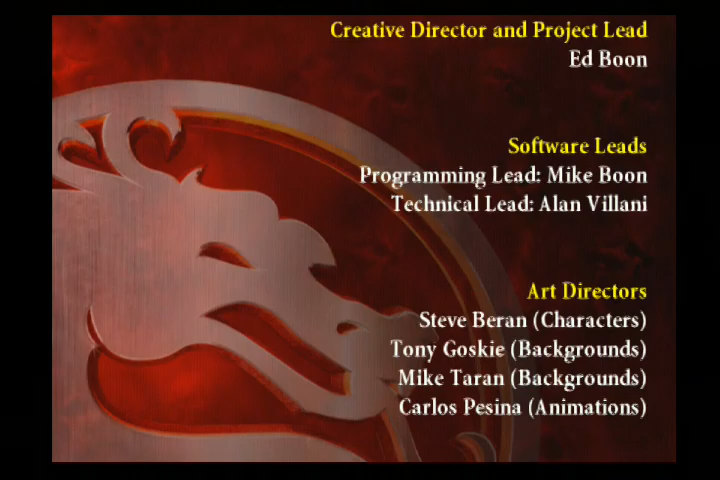 Creative Director and Project Lead
Ed Boon
Software Leads
Programming Lead: Mike Boon
Technical Lead: Alan Villani
Art Directors
Steve Beran (Characters)
Tony Goskie (Backgrounds)
Mike Taran (Backgrounds)
Carlos Pesina (Animations)